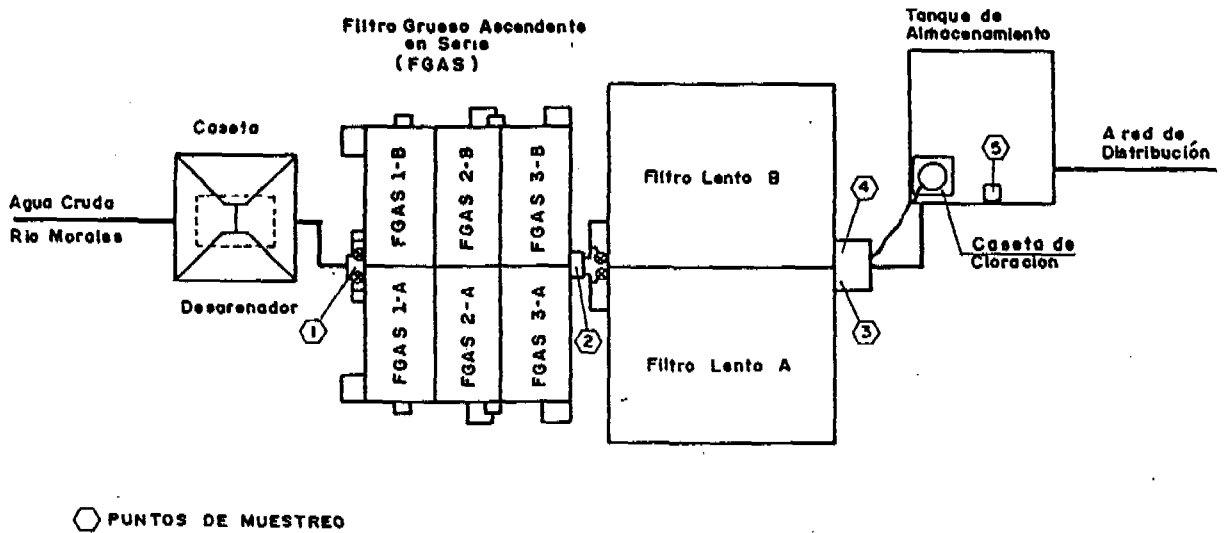 Filtro Grueso Ascendente
en Serie
(FGAS)
Tanque de
Almacenamiento
Caseta
A red de
Distribución
Agua Cruda
Rio Morales
Desarenador
FGAS 1-B
FGAS 2-B
FGAS 3-B
FGAS 1-A
FGAS 2-A
FGAS 3-A
Filtro Lento B
Filtro Lento A
Caseta de
Cloración
1
2
3
4
5
PUNTOS DE MUESTREO